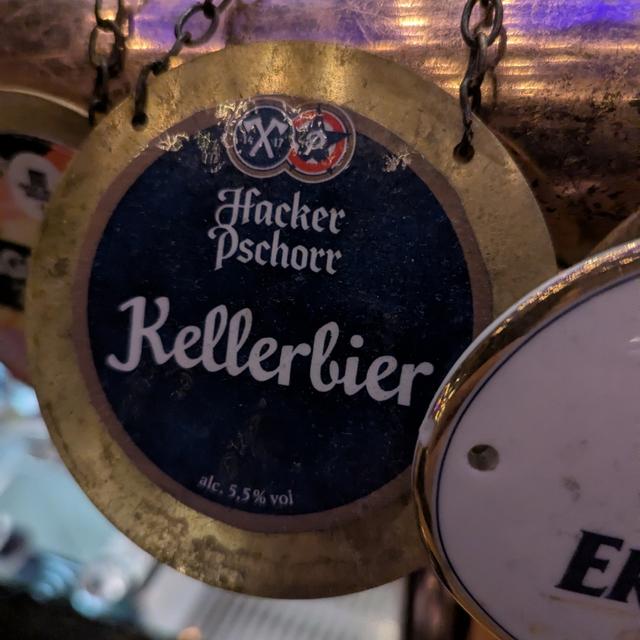 Hacker
Pschorr
Kellerbier
alc. 5,5% vol